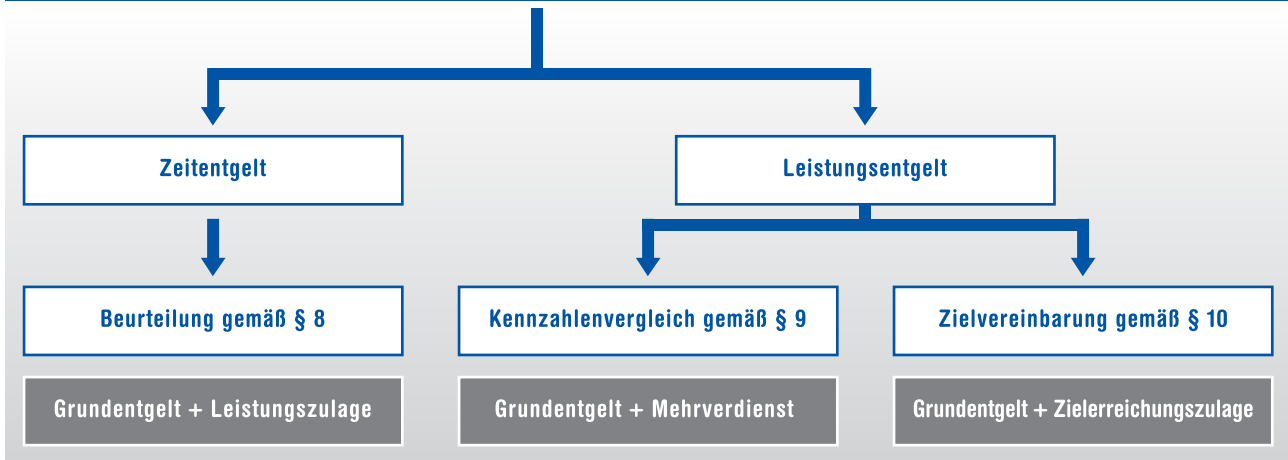 Zeitentgelt
Leistungsentgelt
Beurteilung gemäß § 8
Kennzahlenvergleich gemäß § 9
Zielvereinbarung gemäß § 10
Grundentgelt + Leistungszulage
Grundentgelt + Mehrverdienst
Grundentgelt + Zielerreichungszulage